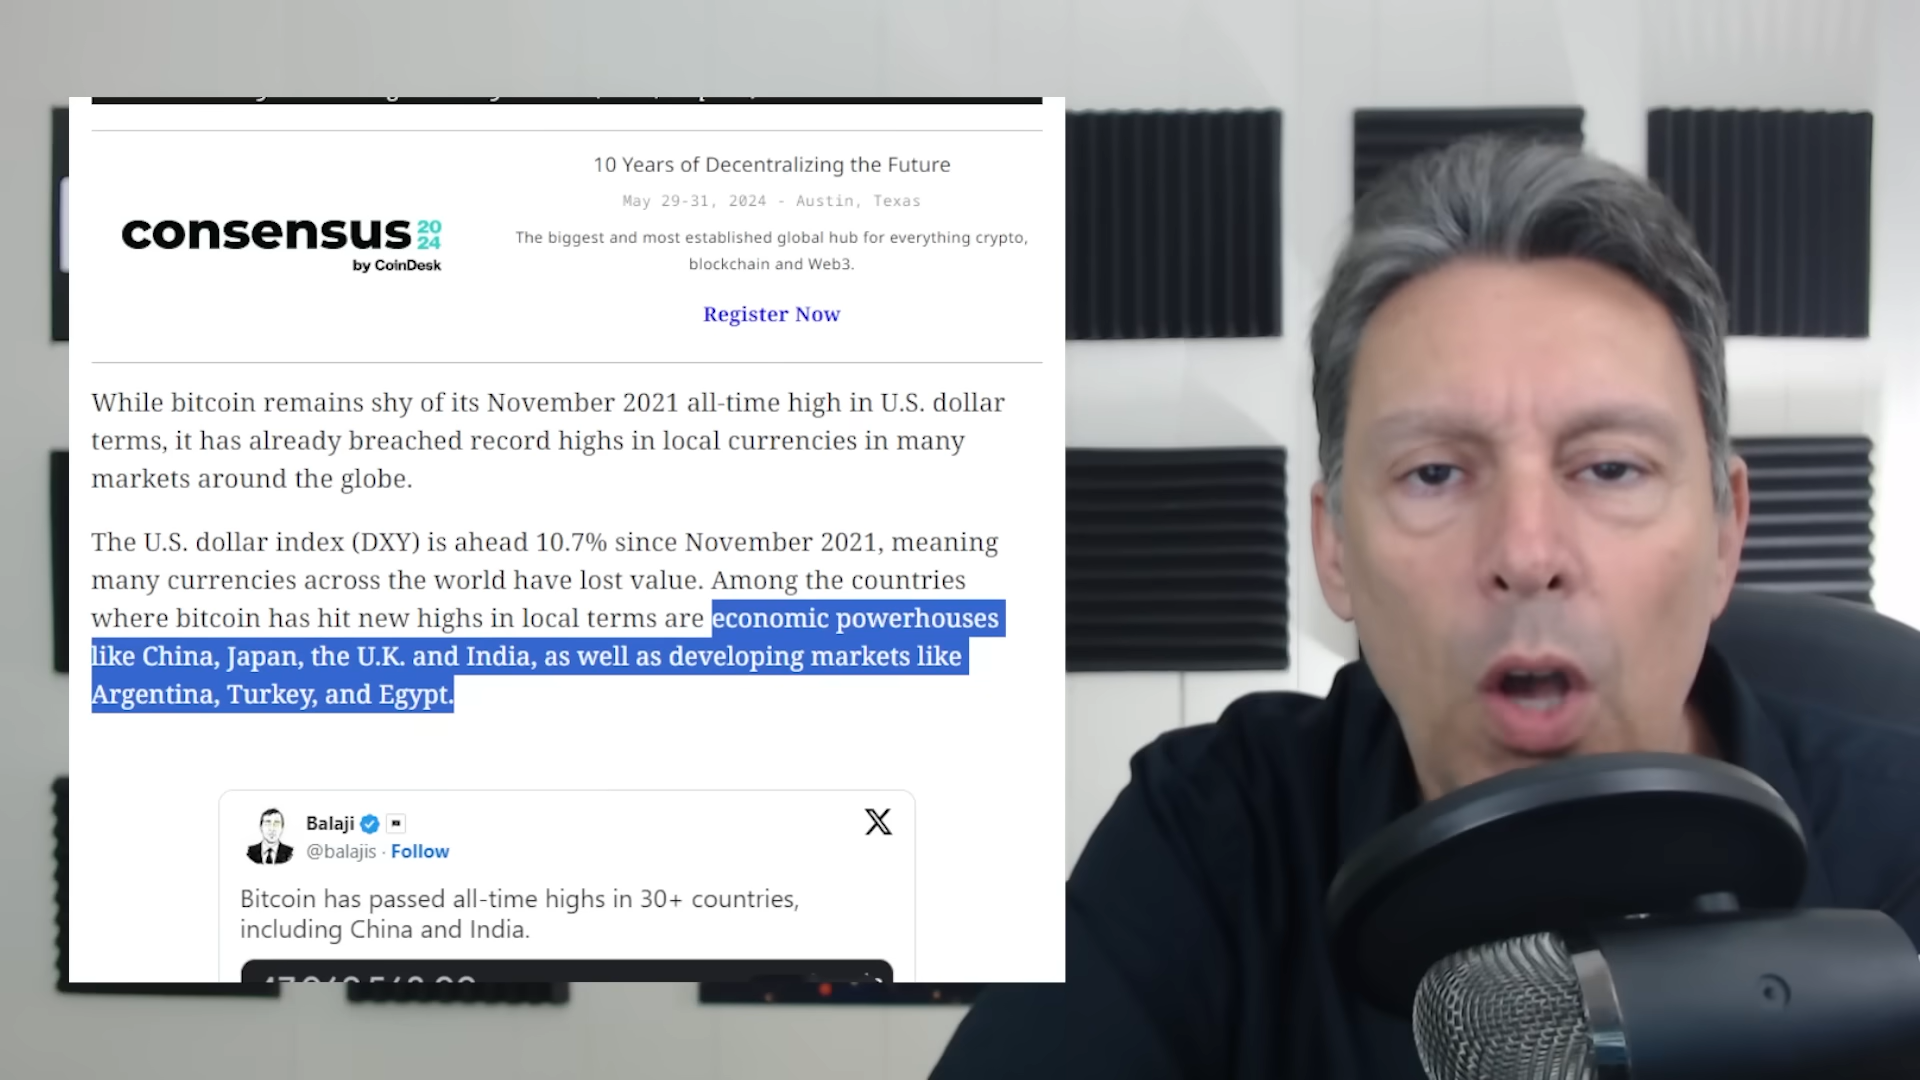 10 Years of Decentralizing the Future
May 29-31, 2024 - Austin, Texas
consensus 20
24
by CoinDesk
The biggest and most established global hub for everything crypto,
blockchain and Web3.
Register Now
While bitcoin remains shy of its November 2021 all-time high in U.S. dollar
terms, it has already breached record highs in local currencies in many
markets around the globe.
The U.S. dollar index (DXY) is ahead 10.7% since November 2021, meaning
many currencies across the world have lost value. Among the countries
where bitcoin has hit new highs in local terms are economic powerhouses
like China, Japan, the U.K. and India, as well as developing markets like
Argentina, Turkey, and Egypt.
Balaji
@balajis · Follow
Bitcoin has passed all-time highs in 30+ countries,
including China and India.